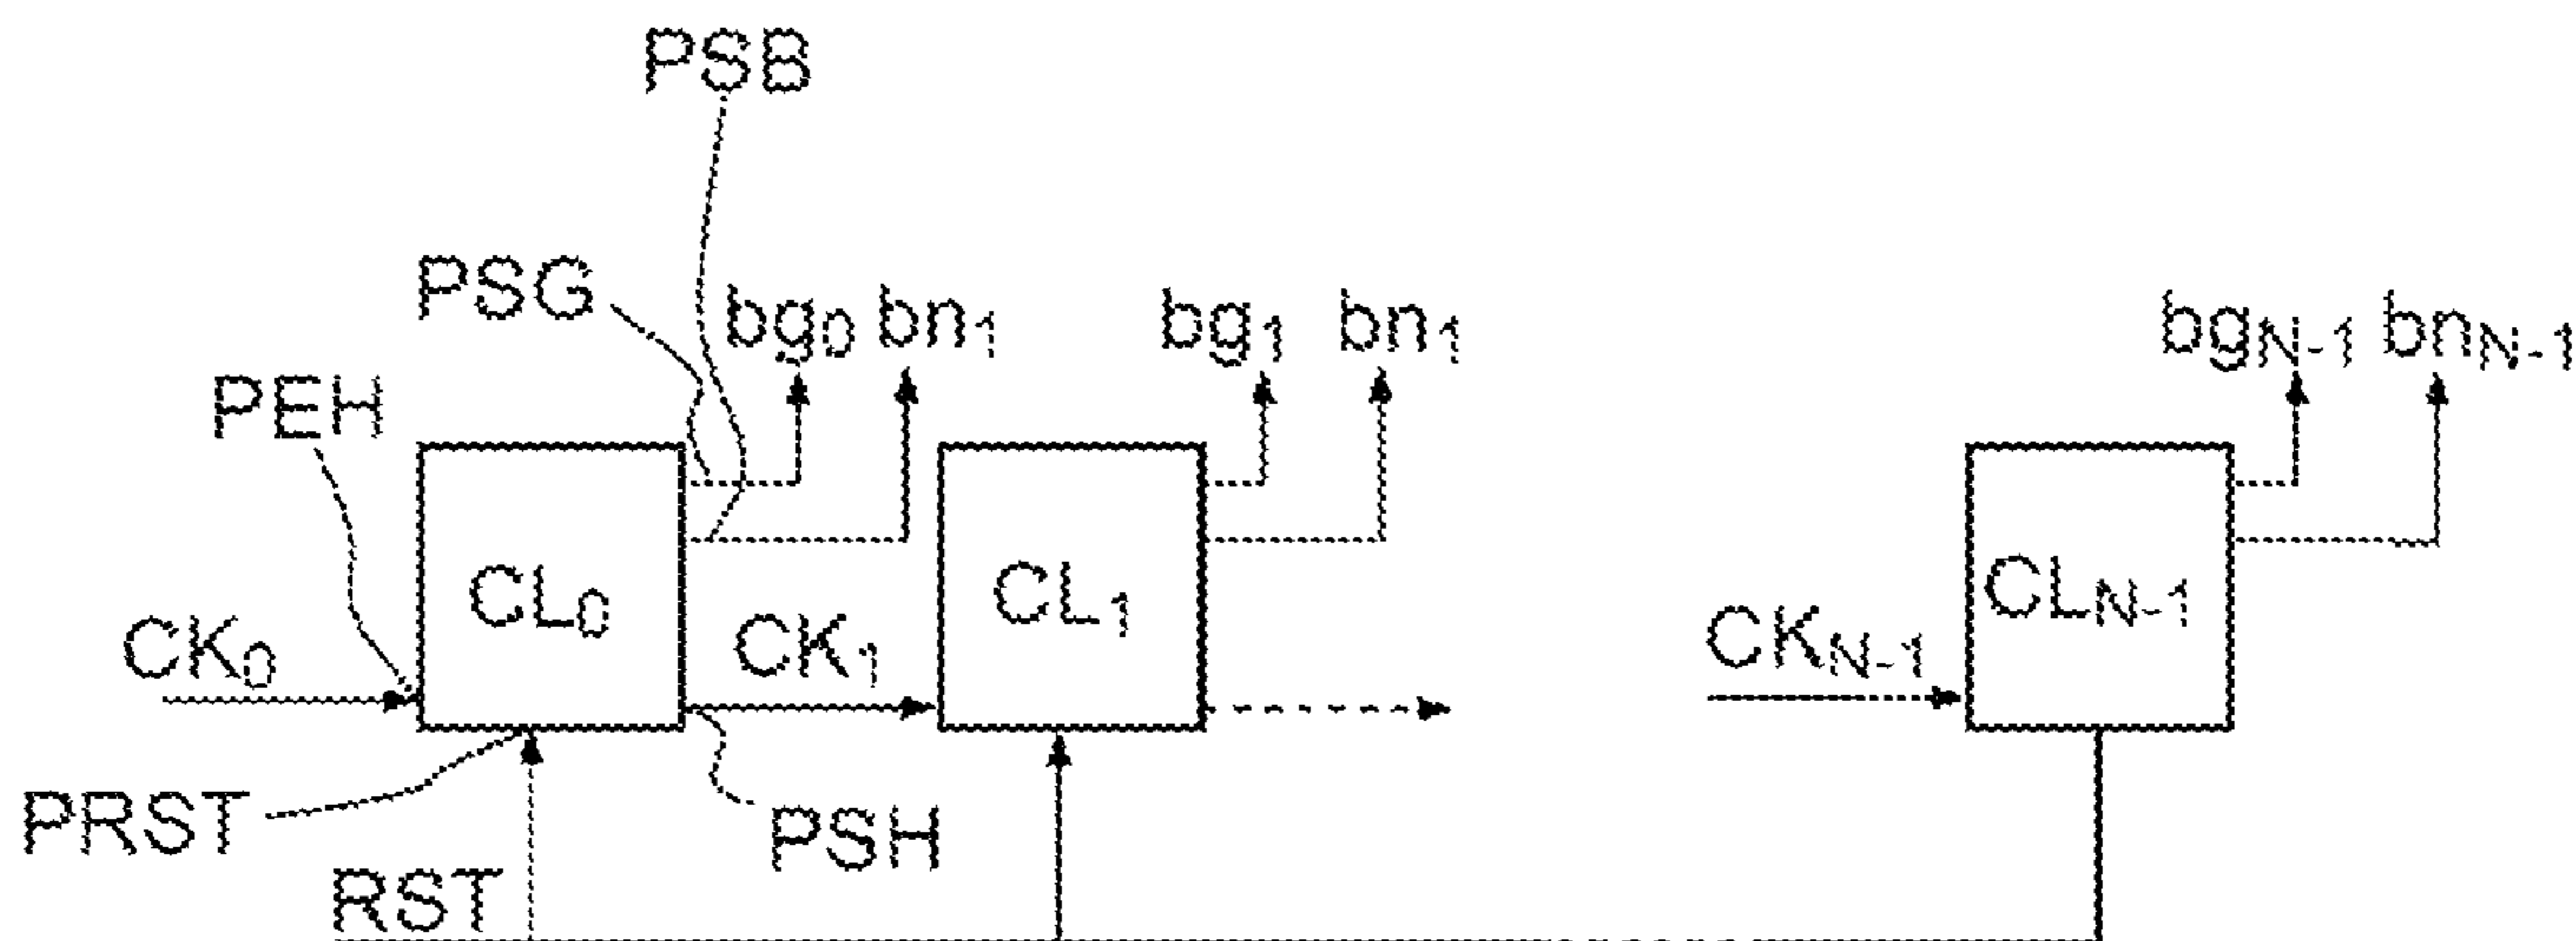 PSB
PSG
bg0 bn1
bg1 bn1
bgN-1 bnN-1
PEH
CL0
CL1
CLN-1
CK0
CK1
CKN-1
PRST
PSH
RST